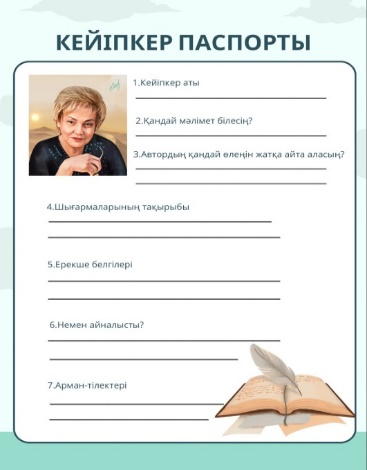 КЕЙІПКЕР ПАСПОРТЫ
1.Кейіпкер аты
2.Қандай мәлімет білесің?
3.Автордың қандай өлеңін жатқа айта аласың?
4.Шығармаларының тақырыбы
5.Ерекше белгілері
6.Немен айналысты?
7.Арман-тілектері